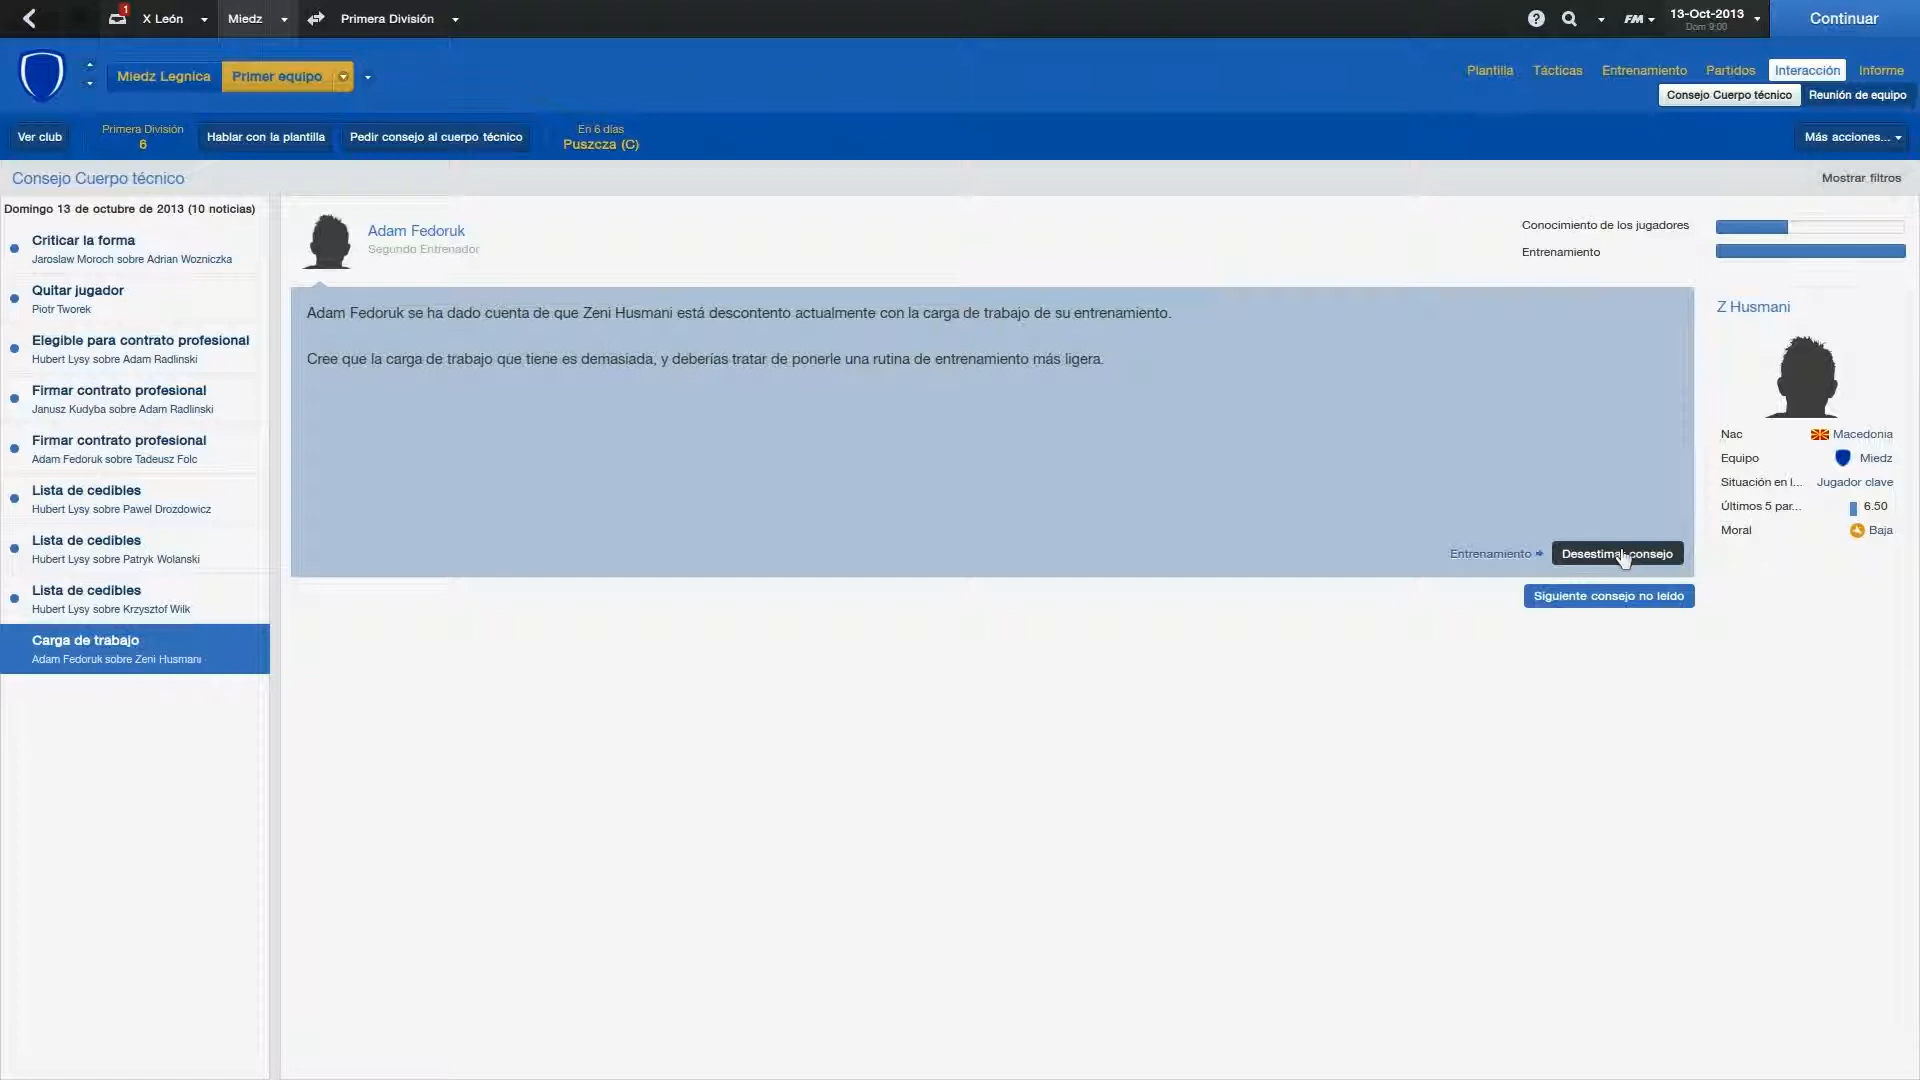 1
X León
Miedz
Primera División
FM
13-Oct-2013
Dom 9:00
Continuar
Miedz Legnica
Primer equipo
Plantilla
Tácticas
Entrenamiento
Partidos
Interacción
Informe
Consejo Cuerpo técnico
Reunión de equipo
Ver club
Primera División
6
Hablar con la plantilla
Pedir consejo al cuerpo técnico
En 6 días
Puszcza (C)
Más acciones...
Consejo Cuerpo técnico
Mostrar filtros
Domingo 13 de octubre de 2013 (10 noticias)
Criticar la forma
Jaroslaw Moroch sobre Adrian Wozniczka
Quitar jugador
Piotr Tworek
Elegible para contrato profesional
Hubert Lysy sobre Adam Radlinski
Firmar contrato profesional
Janusz Kudyba sobre Adam Radlinski
Firmar contrato profesional
Adam Fedoruk sobre Tadeusz Folc
Lista de cedibles
Hubert Lysy sobre Pawel Drozdowicz
Lista de cedibles
Hubert Lysy sobre Patryk Wolanski
Lista de cedibles
Hubert Lysy sobre Krzysztof Wilk
Carga de trabajo
Adam Fedoruk sobre Zeni Husmani
Adam Fedoruk
Segundo Entrenador
Conocimiento de los jugadores
Entrenamiento
Adam Fedoruk se ha dado cuenta de que Zeni Husmani está descontento actualmente con la carga de trabajo de su entrenamiento.
Cree que la carga de trabajo que tiene es demasiada, y deberías tratar de ponerle una rutina de entrenamiento más ligera.
Entrenamiento
Desestimar consejo
Siguiente consejo no leído
Z Husmani
Nac
Macedonia
Equipo
Miedz
Situación en l...
Jugador clave
Últimos 5 par...
6.50
Moral
Baja